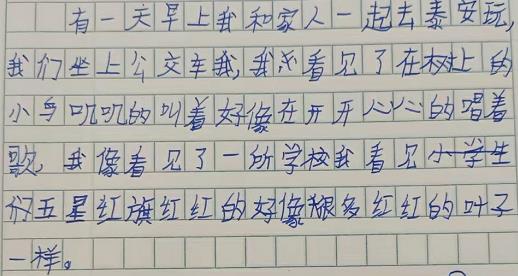 有一天早上我和家人一起去泰安玩,
我们坐上公交车我,我看见了在树上的
小鸟叽叽的叫着好像在开开心心的唱着
歌,我像看见了一所学校我看见小学生
们五星红旗红红的好像很多红红的叶子
一样。